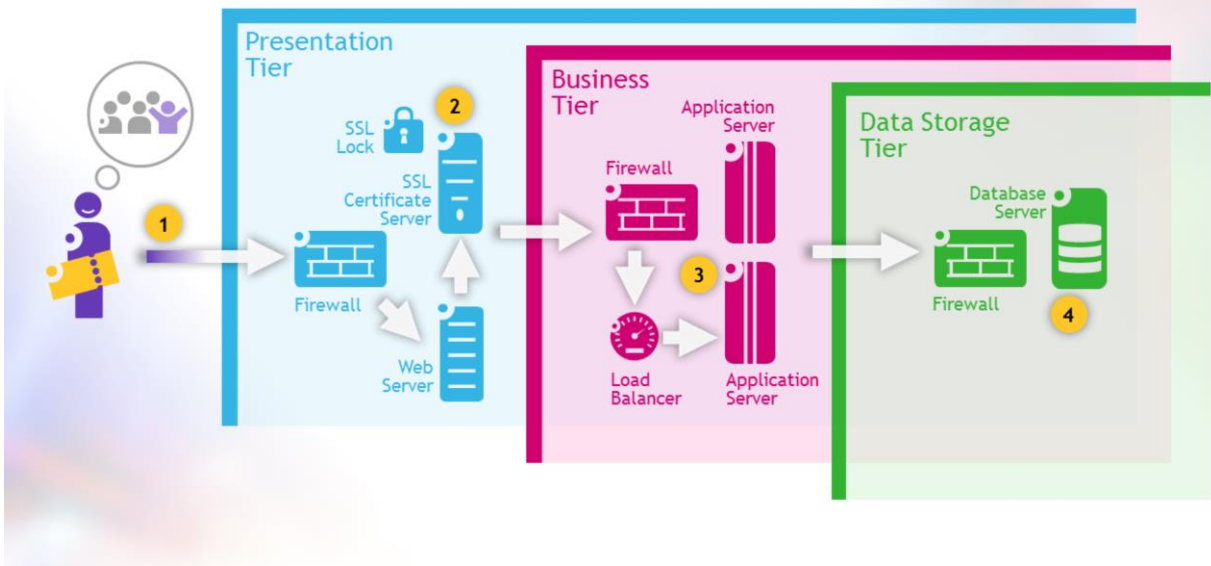 Presentation
Tier
1
2
SSL
Lock
SSL
Certificate
Server
Firewall
Web
Server
Business
Tier
Application
Server
Firewall
3
Load
Balancer
Application
Server
Data Storage
Tier
Database
Server
Firewall
4